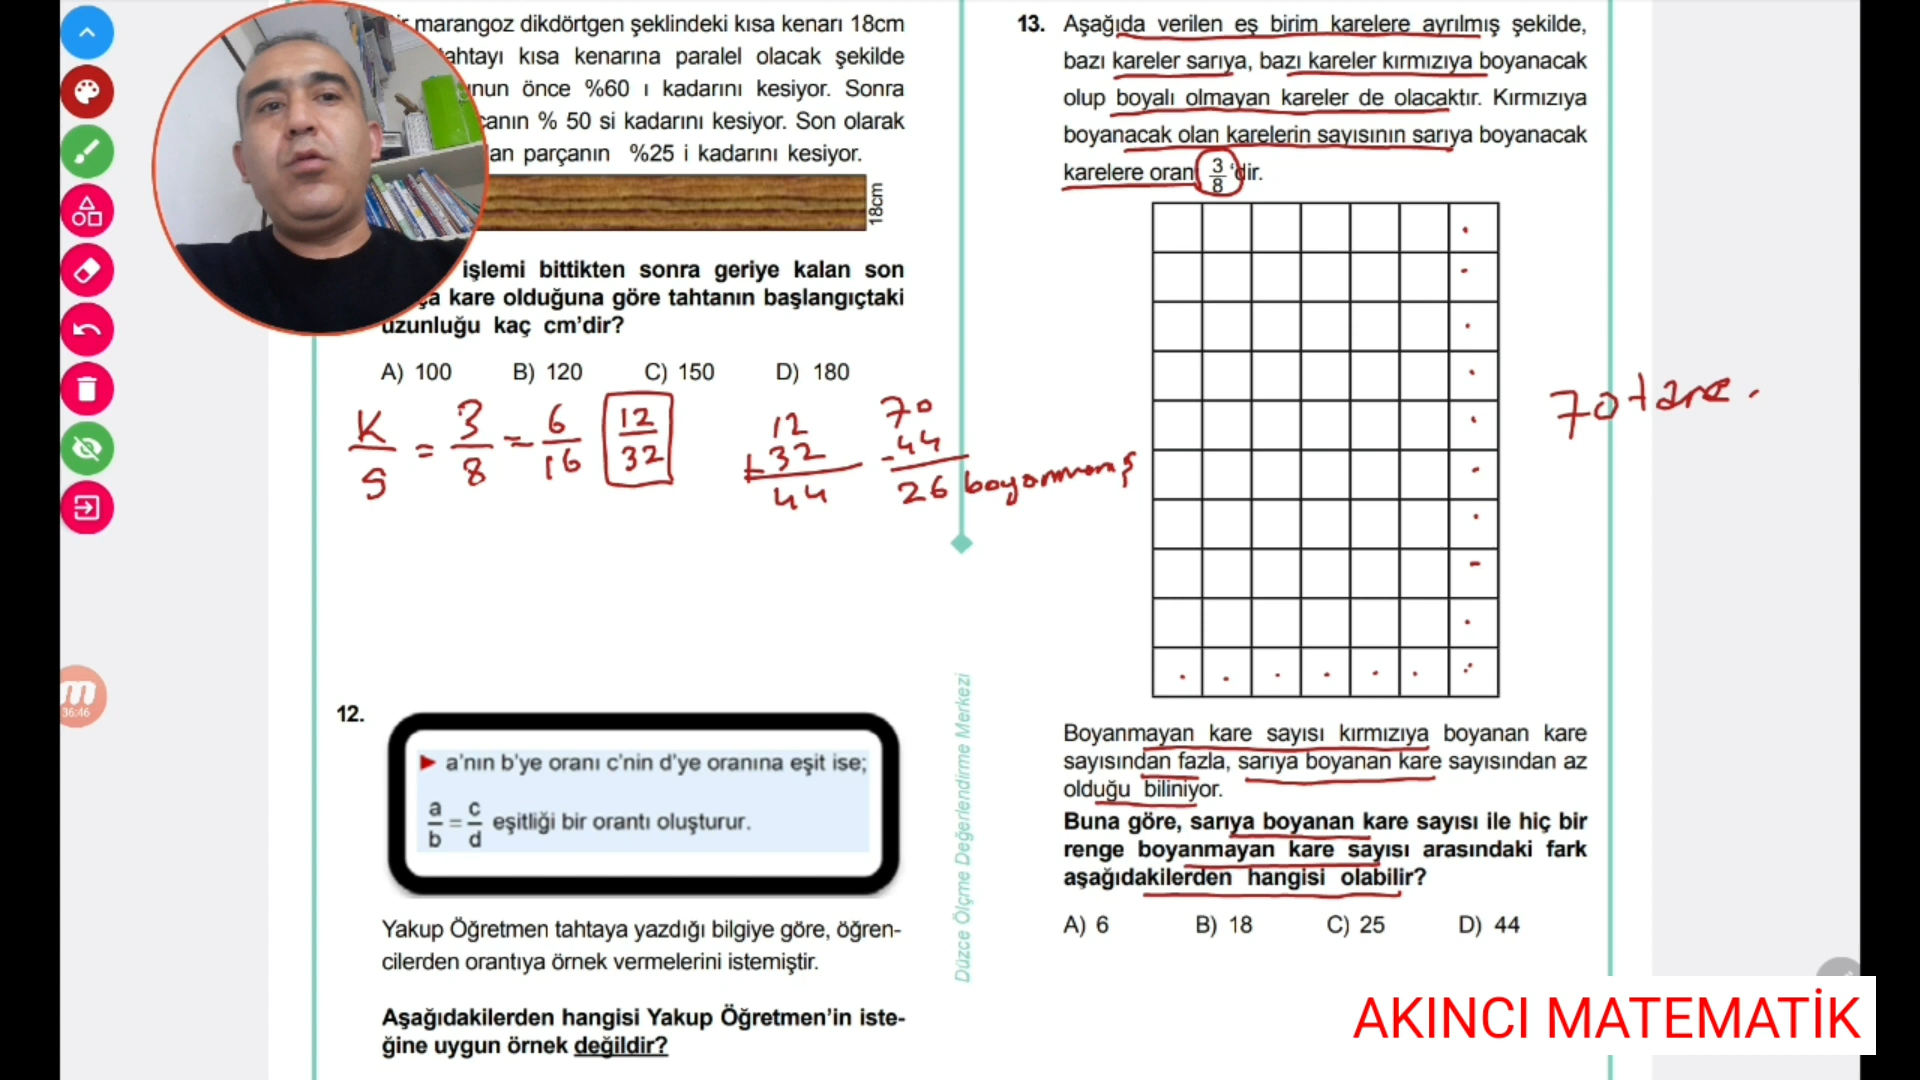 marangoz dikdörtgen şeklindeki kısa kenarı 18cm
tahtayı kısa kenarına paralel olacak şekilde
önce %60 ı kadarını kesiyor. Sonra
% 50 si kadarını kesiyor. Son olarak
parçanın %25 i kadarını kesiyor.
18cm
işlemi bittikten sonra geriye kalan son
kare olduğuna göre tahtanın başlangıçtaki
uzunluğu kaç cm'dir?
A) 100 B) 120 C) 150 D) 180
K/S = 3/8 = 6/16 12/32
12
+32
44
70
-44
26 boyanmamış
12.
► a'nın b'ye oranı c'nin d'ye oranına eşit ise;
a/b = c/d eşitliği bir orantı oluşturur.
Yakup Öğretmen tahtaya yazdığı bilgiye göre, öğren-
cilerden orantıya örnek vermelerini istemiştir.
Aşağıdakilerden hangisi Yakup Öğretmen'in iste-
ğine uygun örnek değildir?
Düzce Ölçme Değerlendirme Merkezi
13. Aşağıda verilen eş birim karelere ayrılmış şekilde,
bazı kareler sarıya, bazı kareler kırmızıya boyanacak
olup boyalı olmayan kareler de olacaktır. Kırmızıya
boyanacak olan karelerin sayısının sarıya boyanacak
karelere oranı 3/8 'dir.
70 tane.
Boyanmayan kare sayısı kırmızıya boyanan kare
sayısından fazla, sarıya boyanan kare sayısından az
olduğu biliniyor.
Buna göre, sarıya boyanan kare sayısı ile hiç bir
renge boyanmayan kare sayısı arasındaki fark
aşağıdakilerden hangisi olabilir?
A) 6 B) 18 C) 25 D) 44
36:46
AKINCI MATEMATİK